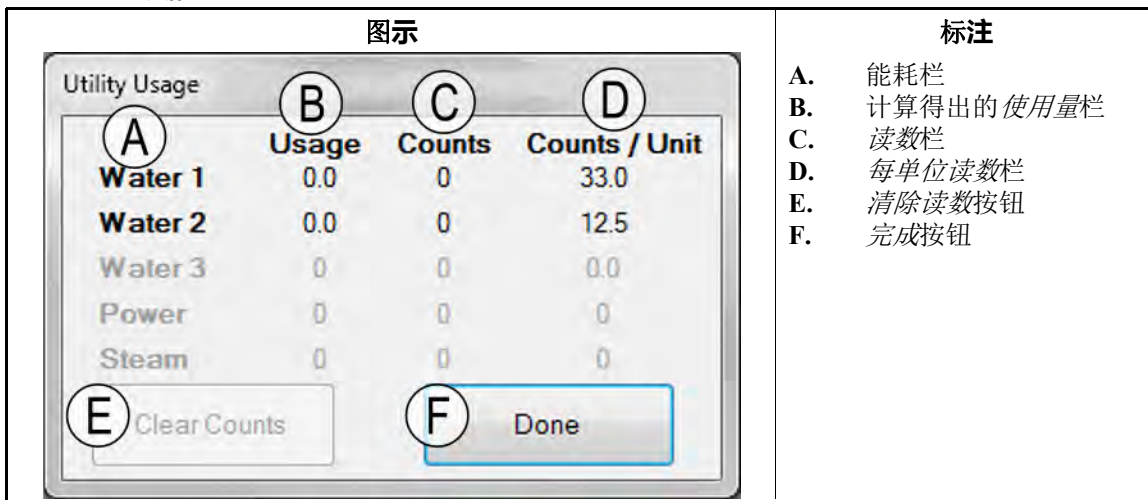 图示
标注
Utility Usage
A B C D
Usage Counts Counts / Unit
Water 1 0.0 0 33.0
Water 2 0.0 0 12.5
Water 3 0 0 0.0
Power 0 0 0
Steam 0 0 0
E Clear Counts F Done
A. 能耗栏
B. 计算得出的使用量栏
C. 读数栏
D. 每单位读数栏
E. 清除读数按钮
F. 完成按钮